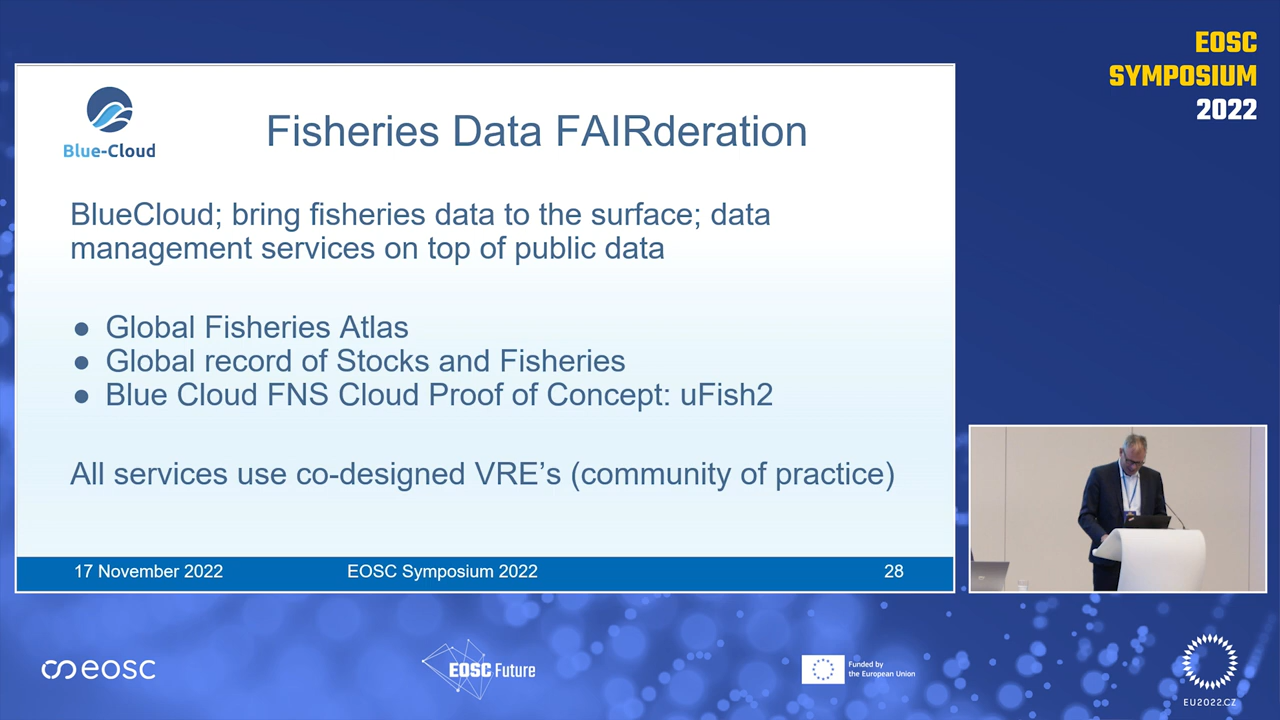 EOSC
SYMPOSIUM
2022
Blue-Cloud
Fisheries Data FAIRderation
BlueCloud; bring fisheries data to the surface; data
management services on top of public data
● Global Fisheries Atlas
● Global record of Stocks and Fisheries
● Blue Cloud FNS Cloud Proof of Concept: uFish2
All services use co-designed VRE's (community of practice)
17 November 2022 EOSC Symposium 2022 28
eosc
EOSC Future
Funded by
the European Union
EU2022.CZ